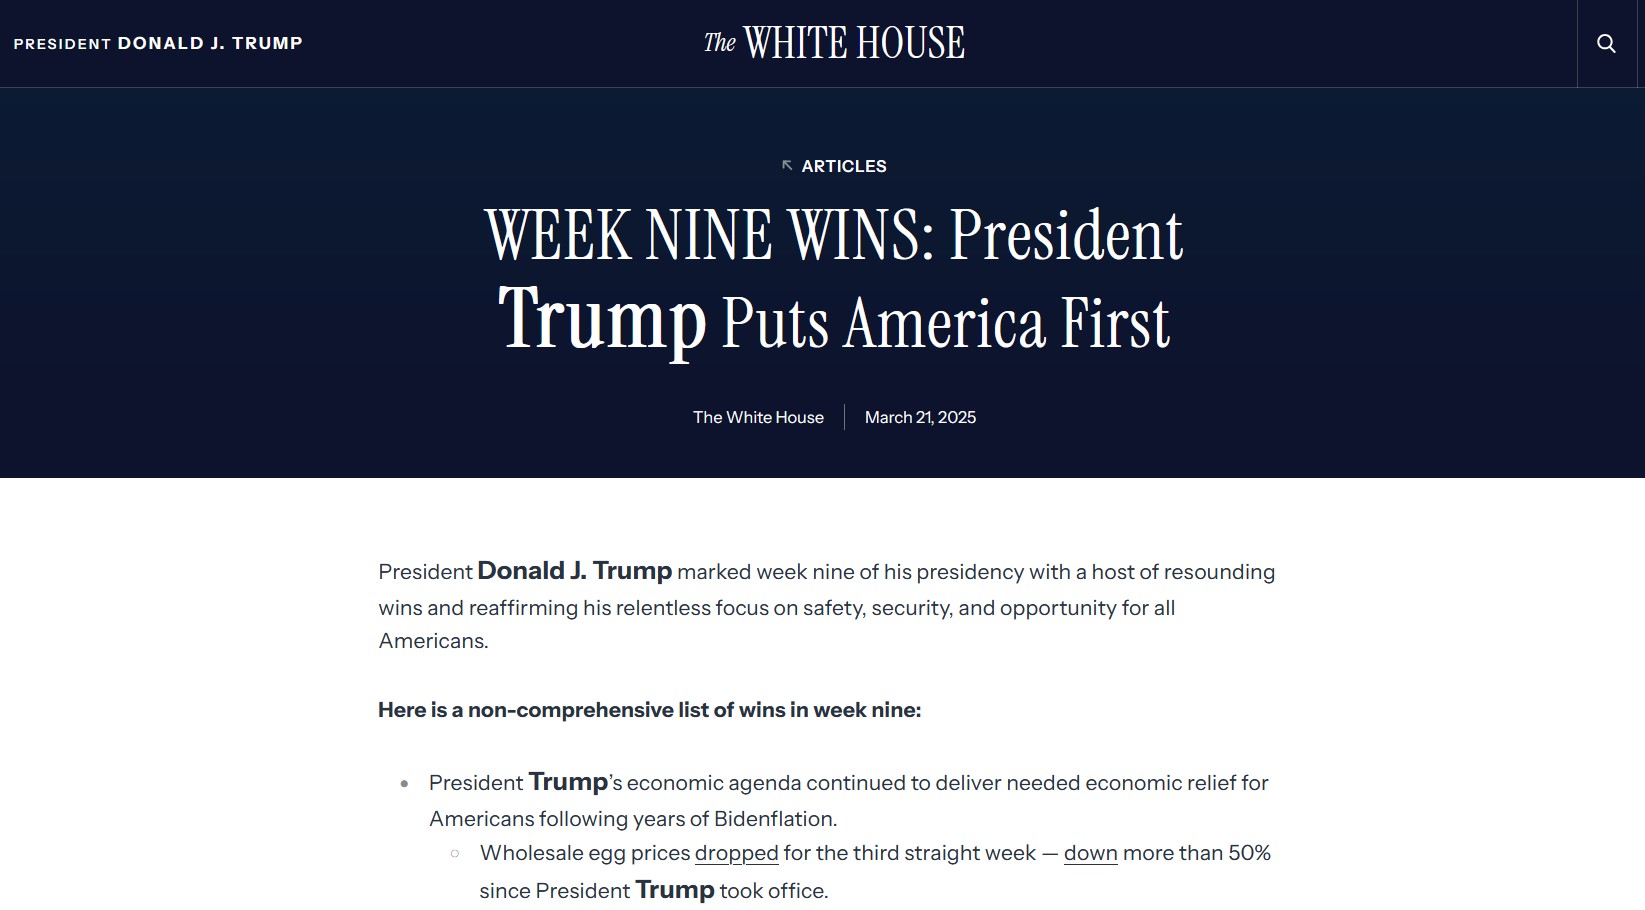 PRESIDENT DONALD J. TRUMP
The WHITE HOUSE
ARTICLES
WEEK NINE WINS: President
Trump Puts America First
The White House
March 21, 2025
President Donald J. Trump marked week nine of his presidency with a host of resounding
wins and reaffirming his relentless focus on safety, security, and opportunity for all
Americans.
Here is a non-comprehensive list of wins in week nine:
President Trump’s economic agenda continued to deliver needed economic relief for
Americans following years of Bidenflation.
Wholesale egg prices dropped for the third straight week — down more than 50%
since President Trump took office.